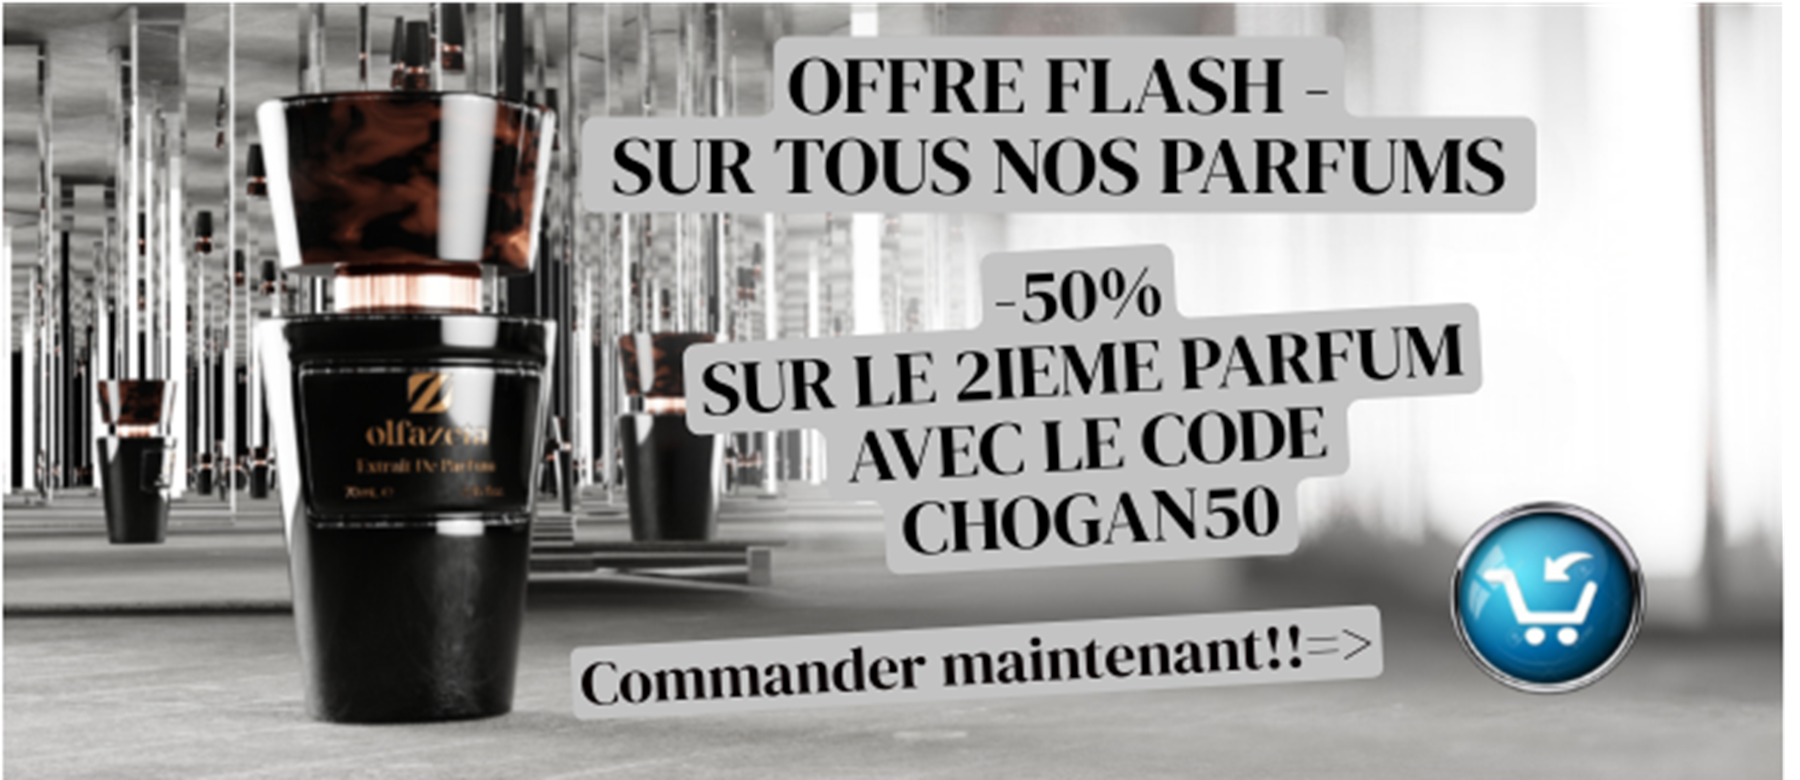 OFFRE FLASH -
SUR TOUS NOS PARFUMS
-50%
SUR LE 2IEME PARFUM
AVEC LE CODE
CHOGAN50
Commander maintenant!!=>
olfazeta
Extrait De Parfum